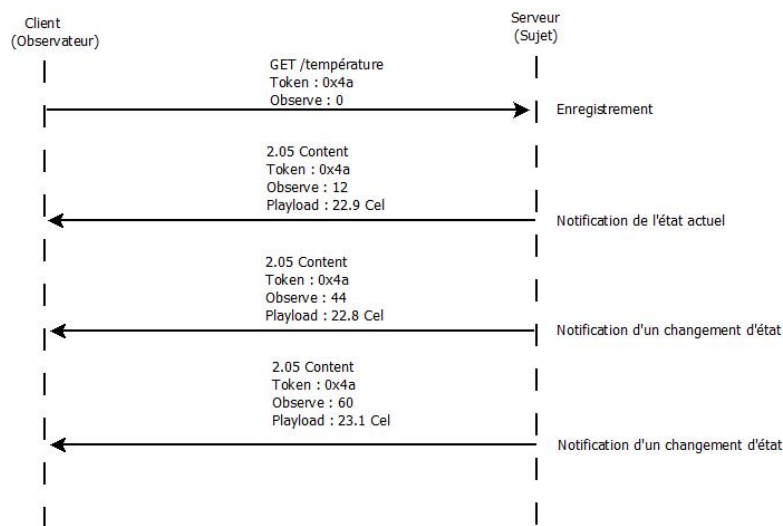 Client
(Observateur)
Serveur
(Sujet)
GET /température
Token : 0x4a
Observe : 0
Enregistrement
2.05 Content
Token : 0x4a
Observe : 12
Playload : 22.9 Cel
Notification de l'état actuel
2.05 Content
Token : 0x4a
Observe : 44
Playload : 22.8 Cel
Notification d'un changement d'état
2.05 Content
Token : 0x4a
Observe : 60
Playload : 23.1 Cel
Notification d'un changement d'état